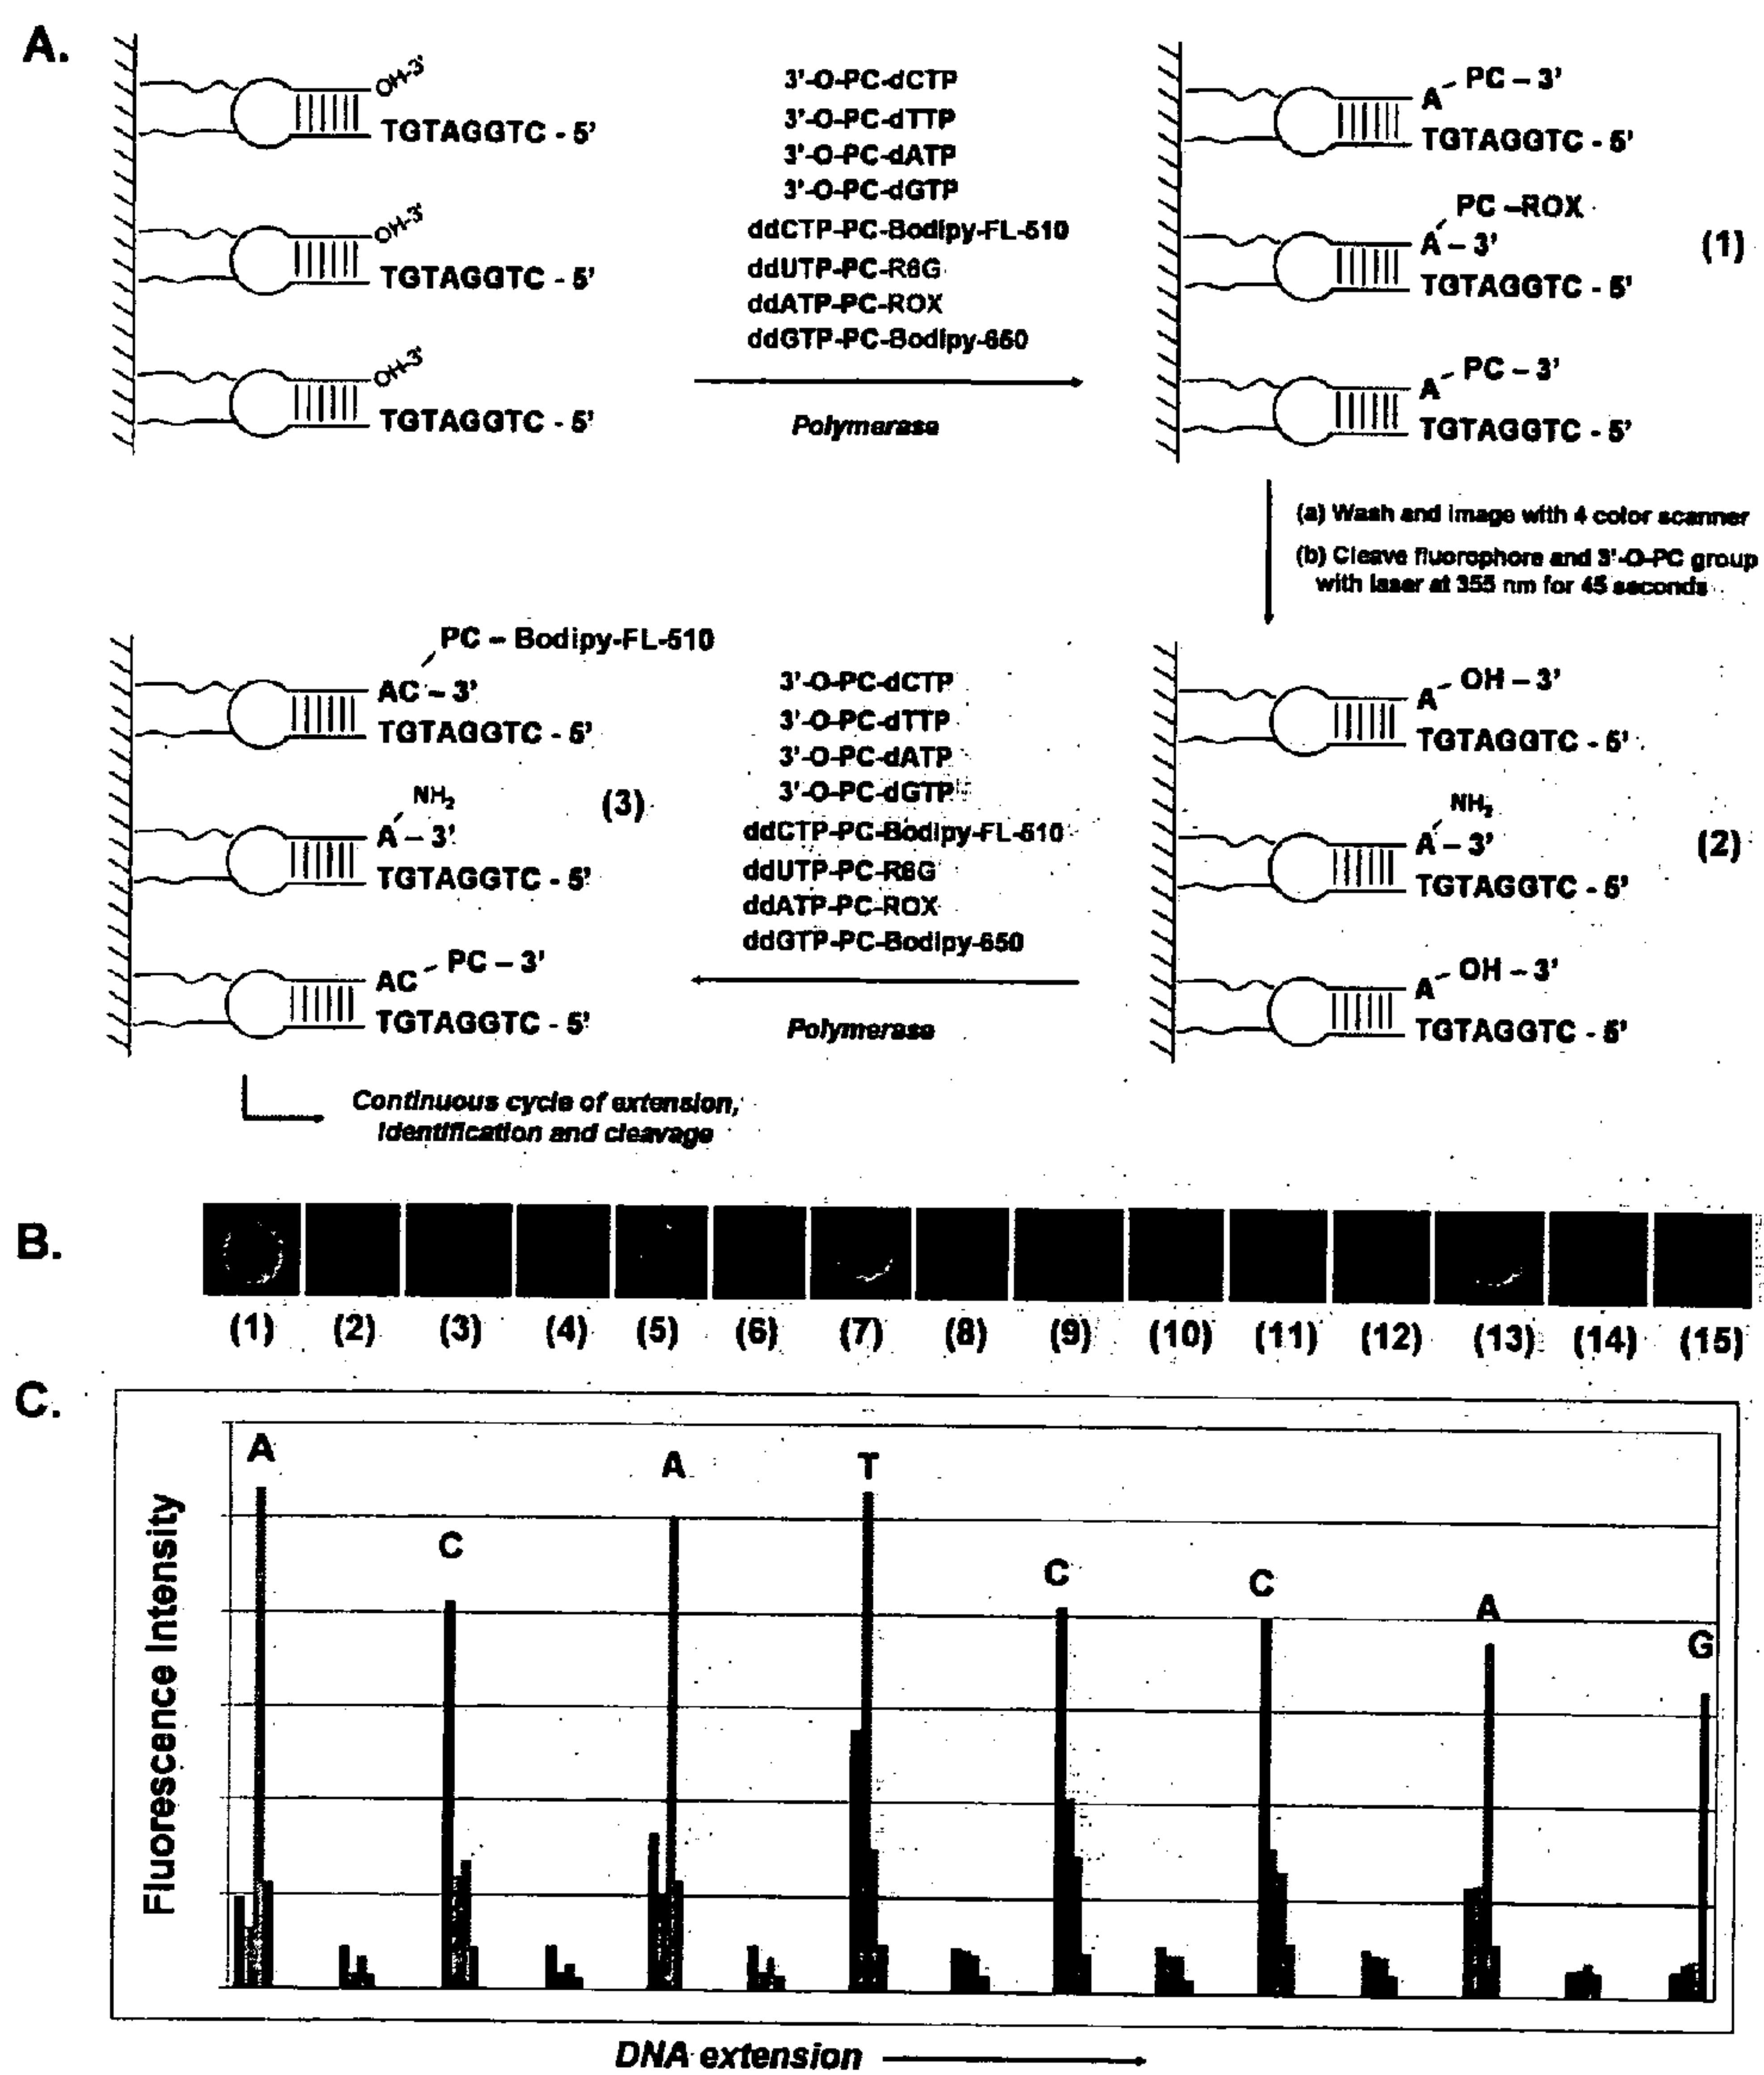 A.
OH-3'
TGTAGGTC - 5'
OH-3'
TGTAGGTC - 5'
OH-3'
TGTAGGTC - 5'
3'-O-PC-dCTP
3'-O-PC-dTTP
3'-O-PC-dATP
3'-O-PC-dGTP
ddCTP-PC-Bodipy-FL-510
ddUTP-PC-R6G
ddATP-PC-ROX
ddGTP-PC-Bodipy-650
Polymerase
A PC – 3'
TGTAGGTC - 5'
PC –ROX
A – 3'
TGTAGGTC - 5'
(1)
A PC – 3'
TGTAGGTC - 5'
(a) Wash and image with 4 color scanner
(b) Cleave fluorophore and 3'-O-PC group
with laser at 355 nm for 45 seconds
A OH – 3'
TGTAGGTC - 5'
NH2
A – 3'
TGTAGGTC - 5'
(2)
A OH – 3'
TGTAGGTC - 5'
3'-O-PC-dCTP
3'-O-PC-dTTP
3'-O-PC-dATP
3'-O-PC-dGTP
ddCTP-PC-Bodipy-FL-510
ddUTP-PC-R6G
ddATP-PC-ROX
ddGTP-PC-Bodipy-650
Polymerase
PC – Bodipy-FL-510
AC – 3'
TGTAGGTC - 5'
NH2
A – 3'
TGTAGGTC - 5'
(3)
AC PC – 3'
TGTAGGTC - 5'
Continuous cycle of extension,
identification and cleavage
B.
(1) (2) (3) (4) (5) (6) (7) (8) (9) (10) (11) (12) (13) (14) (15)
C.
Fluorescence Intensity
A C A T C C A G
DNA extension